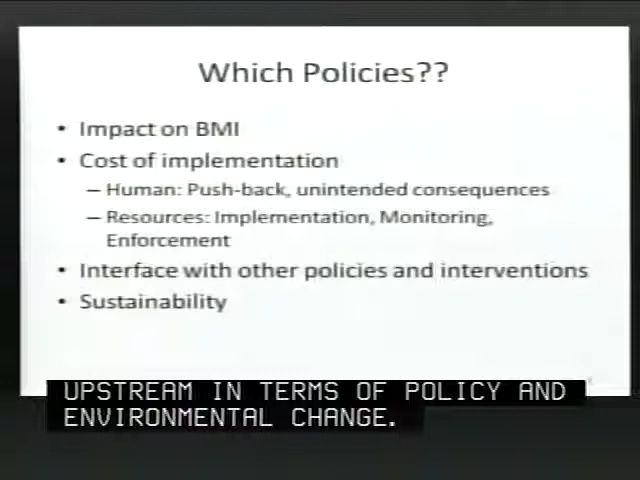 Which Policies??
• Impact on BMI
• Cost of implementation
– Human: Push-back, unintended consequences
– Resources: Implementation, Monitoring,
Enforcement
• Interface with other policies and interventions
• Sustainability
UPSTREAM IN TERMS OF POLICY AND
ENVIRONMENTAL CHANGE.